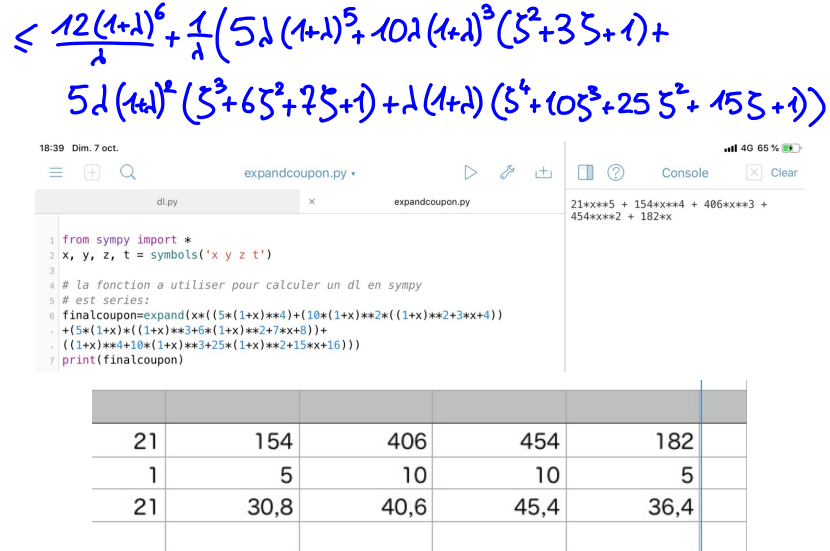 ≤ 12(1+λ)⁶/λ + 1/λ (5λ(1+λ)⁵+10λ(1+λ)³(ζ²+3ζ+1)+
5λ(1+λ)²(ζ³+6ζ²+7ζ+1)+λ(1+λ)(ζ⁴+10ζ³+25ζ²+15ζ+1))
18:39 Dim. 7 oct. 4G 65 %
expandcoupon.py Console Clear
dl.py × expandcoupon.py
21*x**5 + 154*x**4 + 406*x**3 +
454*x**2 + 182*x
1 from sympy import *
2 x, y, z, t = symbols('x y z t')
3
4 # la fonction a utiliser pour calculer un dl en sympy
5 # est series:
6 finalcoupon=expand(x*((5*(1+x)**4)+(10*(1+x)**2*((1+x)**2+3*x+4))
+(5*(1+x)*((1+x)**3+6*(1+x)**2+7*x+8))+
((1+x)**4+10*(1+x)**3+25*(1+x)**2+15*x+16)))
7 print(finalcoupon)
21 154 406 454 182
1 5 10 10 5
21 30,8 40,6 45,4 36,4